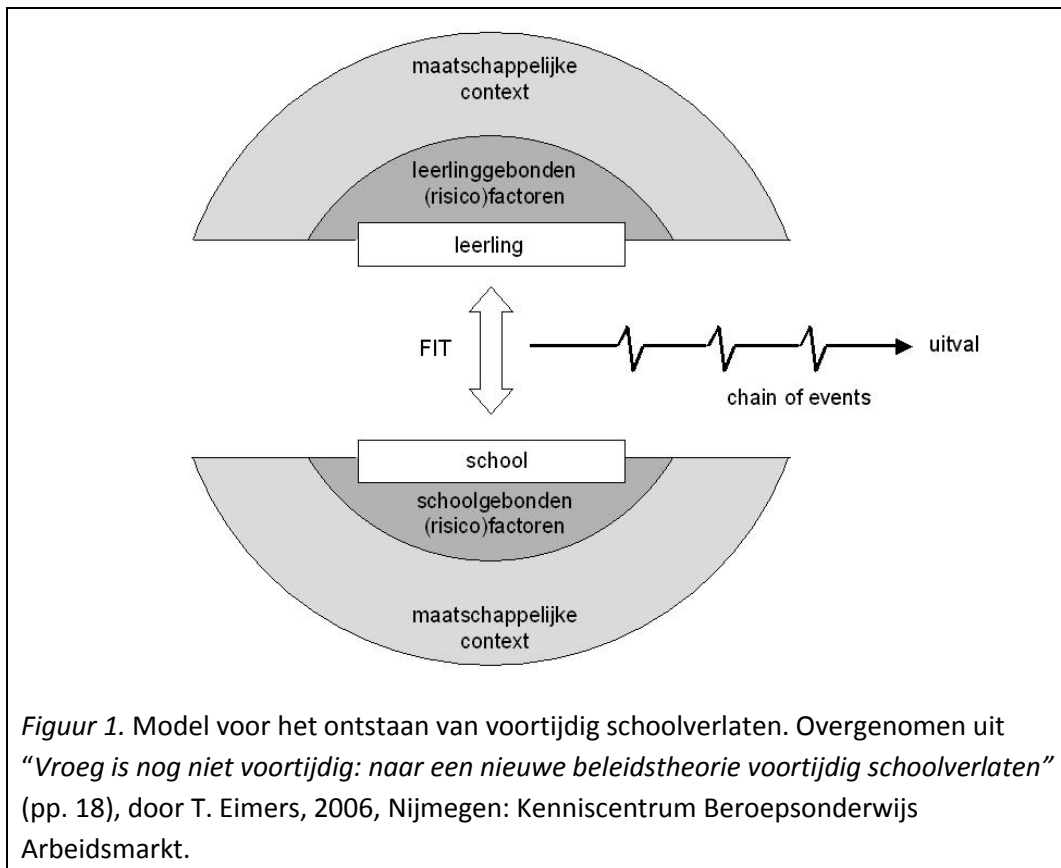 maatschappelijke
context
leerlinggebonden
(risico)factoren
leerling
FIT
uitval
chain of events
school
schoolgebonden
(risico)factoren
maatschappelijke
context
Figuur 1. Model voor het ontstaan van voortijdig schoolverlaten. Overgenomen uit
“Vroeg is nog niet voortijdig: naar een nieuwe beleidstheorie voortijdig schoolverlaten”
(pp. 18), door T. Eimers, 2006, Nijmegen: Kenniscentrum Beroepsonderwijs
Arbeidsmarkt.